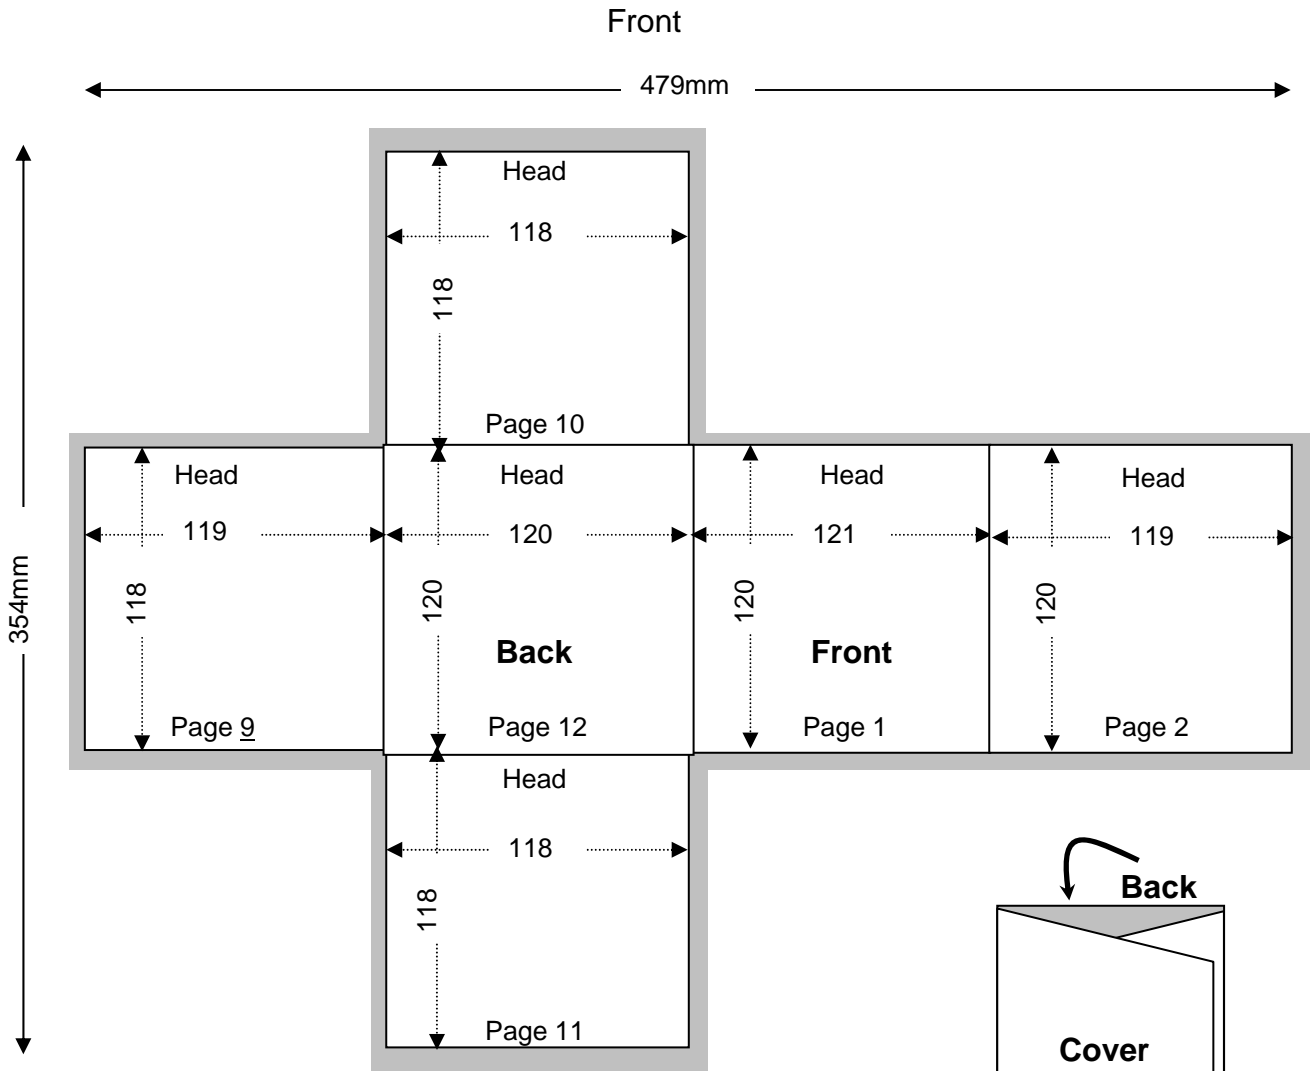 Front
479mm
354mm
Head
118
118
Page 10
Head
119
118
Page 9
Head
120
120
Back
Page 12
Head
121
120
Front
Page 1
Head
119
120
Page 2
Head
118
118
Page 11
Back
Cover